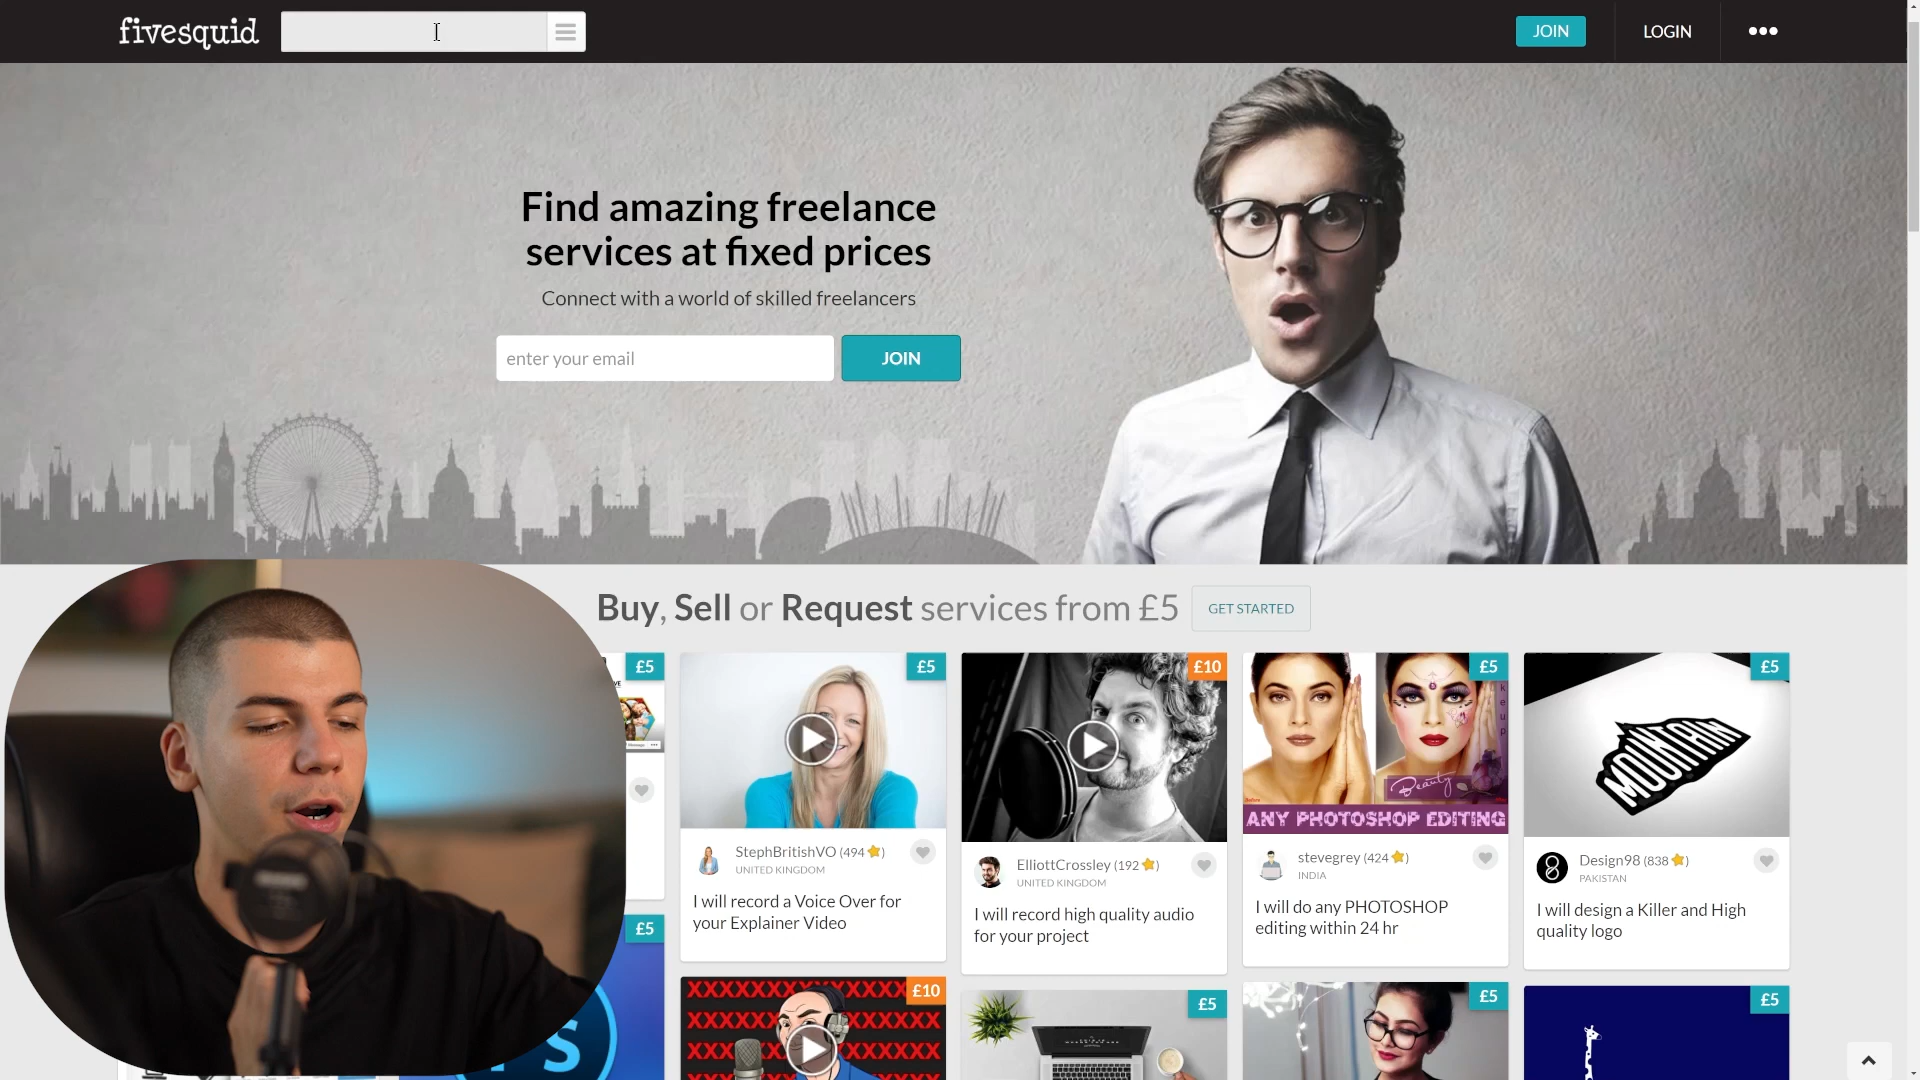 fivesquid
JOIN
LOGIN
Find amazing freelance
services at fixed prices
Connect with a world of skilled freelancers
enter your email
JOIN
Buy, Sell or Request services from £5
GET STARTED
£5
£5
£10
£5
£5
Beauty
ANY PHOTOSHOP EDITING
MOUNTAIN
StephBritishVO (494)
UNITED KINGDOM
I will record a Voice Over for
your Explainer Video
ElliottCrossley (192)
UNITED KINGDOM
I will record high quality audio
for your project
stevegrey (424)
INDIA
I will do any PHOTOSHOP
editing within 24 hr
Design98 (838)
PAKISTAN
I will design a Killer and High
quality logo
£5
£10
£5
£5
£5
XXXXXXXXXXXXXXX